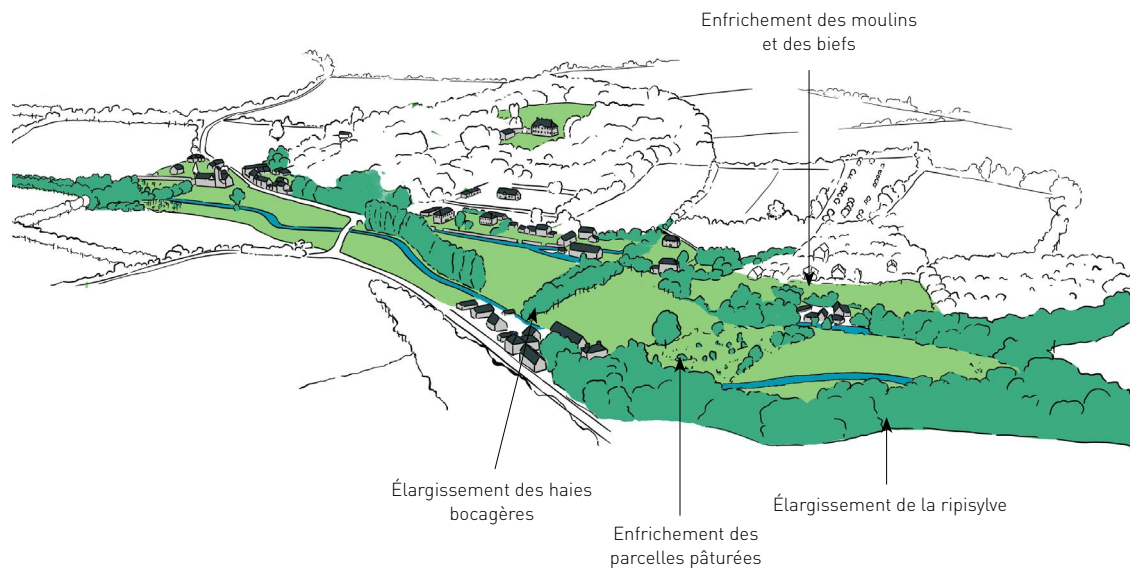 Enfrichement des moulins
et des biefs
Élargissement des haies
bocagères
Enfrichement des
parcelles pâturées
Élargissement de la ripisylve